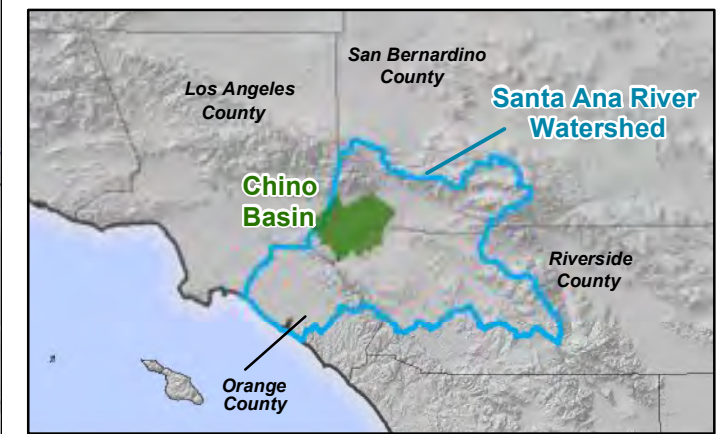 San Bernardino
County
Los Angeles
County
Santa Ana River
Watershed
Chino
Basin
Riverside
County
Orange
County